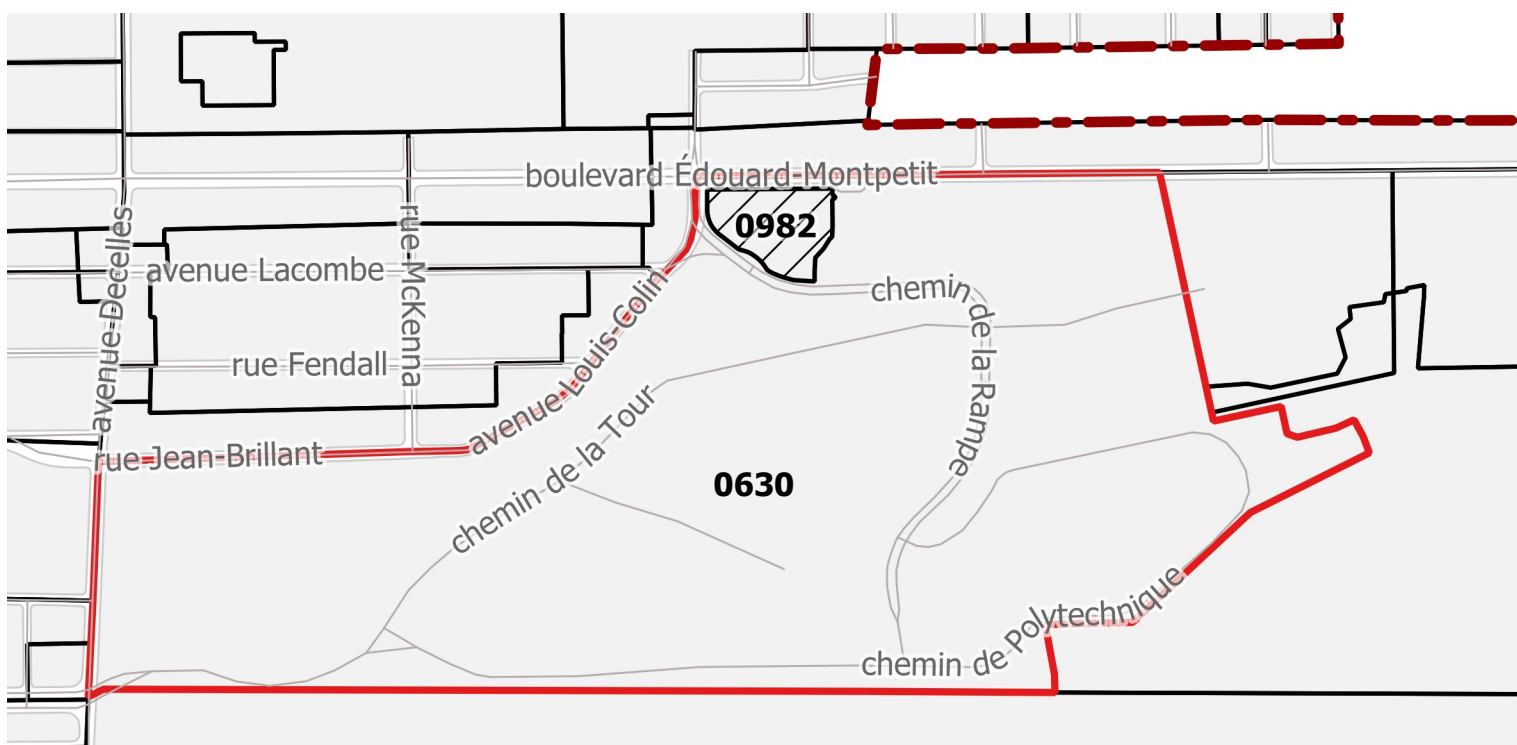 boulevard Édouard-Montpetit
0982
avenue Decelles
rue McKenna
avenue Lacombe
avenue Louis-Colin
chemin de la Rampe
rue Fendall
rue Jean-Brillant
chemin de la Tour
0630
chemin de Polytechnique